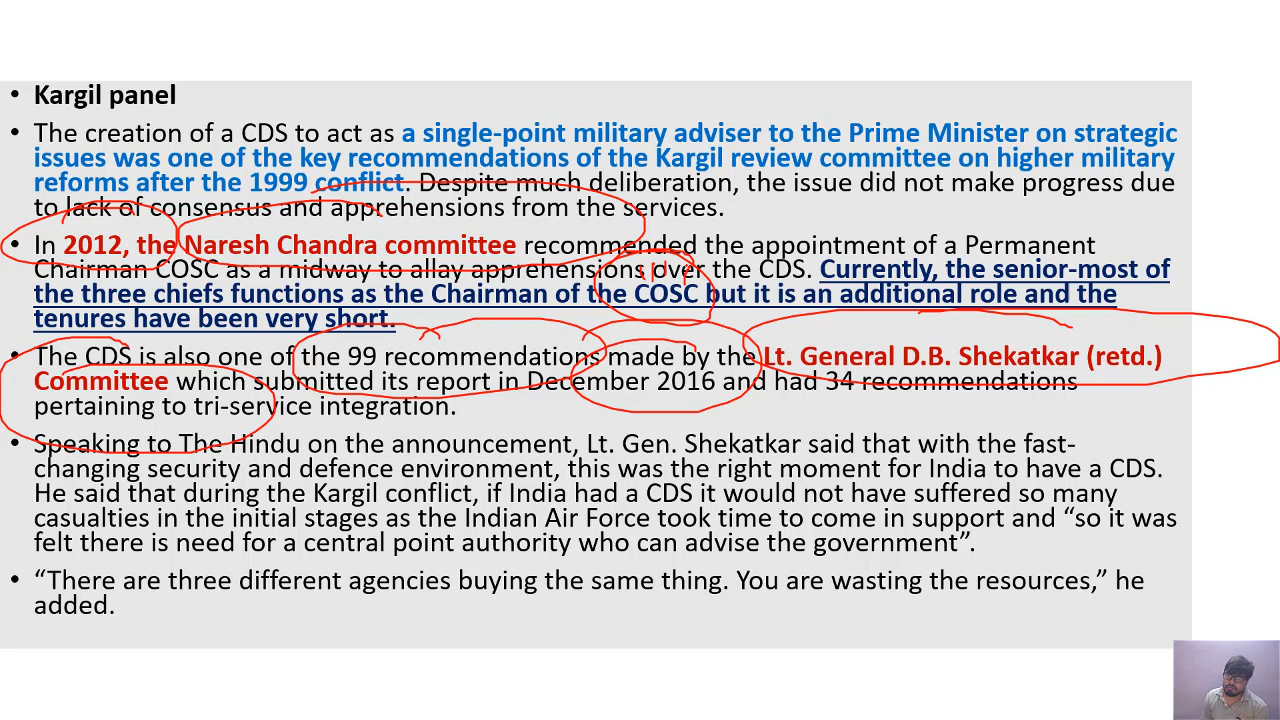 • Kargil panel
• The creation of a CDS to act as a single-point military adviser to the Prime Minister on strategic
issues was one of the key recommendations of the Kargil review committee on higher military
reforms after the 1999 conflict. Despite much deliberation, the issue did not make progress due
to lack of consensus and apprehensions from the services.
• In 2012, the Naresh Chandra committee recommended the appointment of a Permanent
Chairman COSC as a midway to allay apprehensions over the CDS. Currently, the senior-most of
the three chiefs functions as the Chairman of the COSC but it is an additional role and the
tenures have been very short.
• The CDS is also one of the 99 recommendations made by the Lt. General D.B. Shekatkar (retd.)
Committee which submitted its report in December 2016 and had 34 recommendations
pertaining to tri-service integration.
• Speaking to The Hindu on the announcement, Lt. Gen. Shekatkar said that with the fast-
changing security and defence environment, this was the right moment for India to have a CDS.
He said that during the Kargil conflict, if India had a CDS it would not have suffered so many
casualties in the initial stages as the Indian Air Force took time to come in support and “so it was
felt there is need for a central point authority who can advise the government”.
• “There are three different agencies buying the same thing. You are wasting the resources,” he
added.